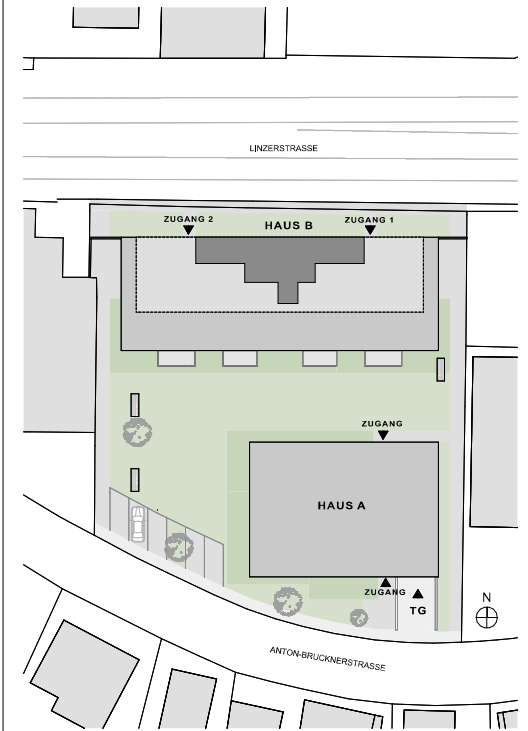 LINZERSTRASSE
ZUGANG 2
HAUS B
ZUGANG 1
ZUGANG
HAUS A
ZUGANG
TG
N
ANTON-BRUCKNERSTRASSE